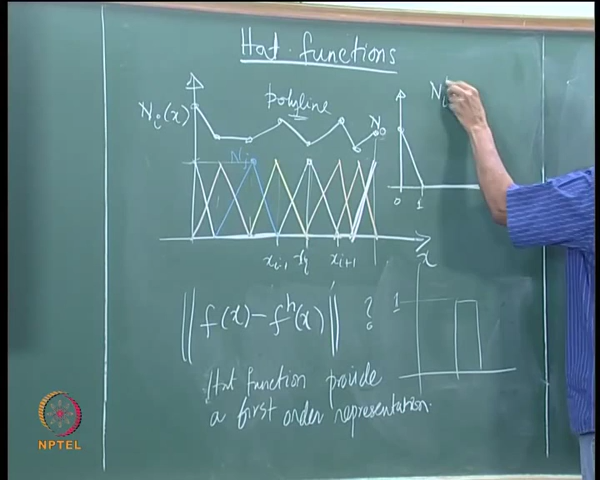 Hat functions
N_i(x)
polyline
N_0
N_i
N_i
0 1
x_{i-1} x_i x_{i+1} x
|| f(x) - f^h(x) || ?
1
Hat function provide
a first order representation.
NPTEL